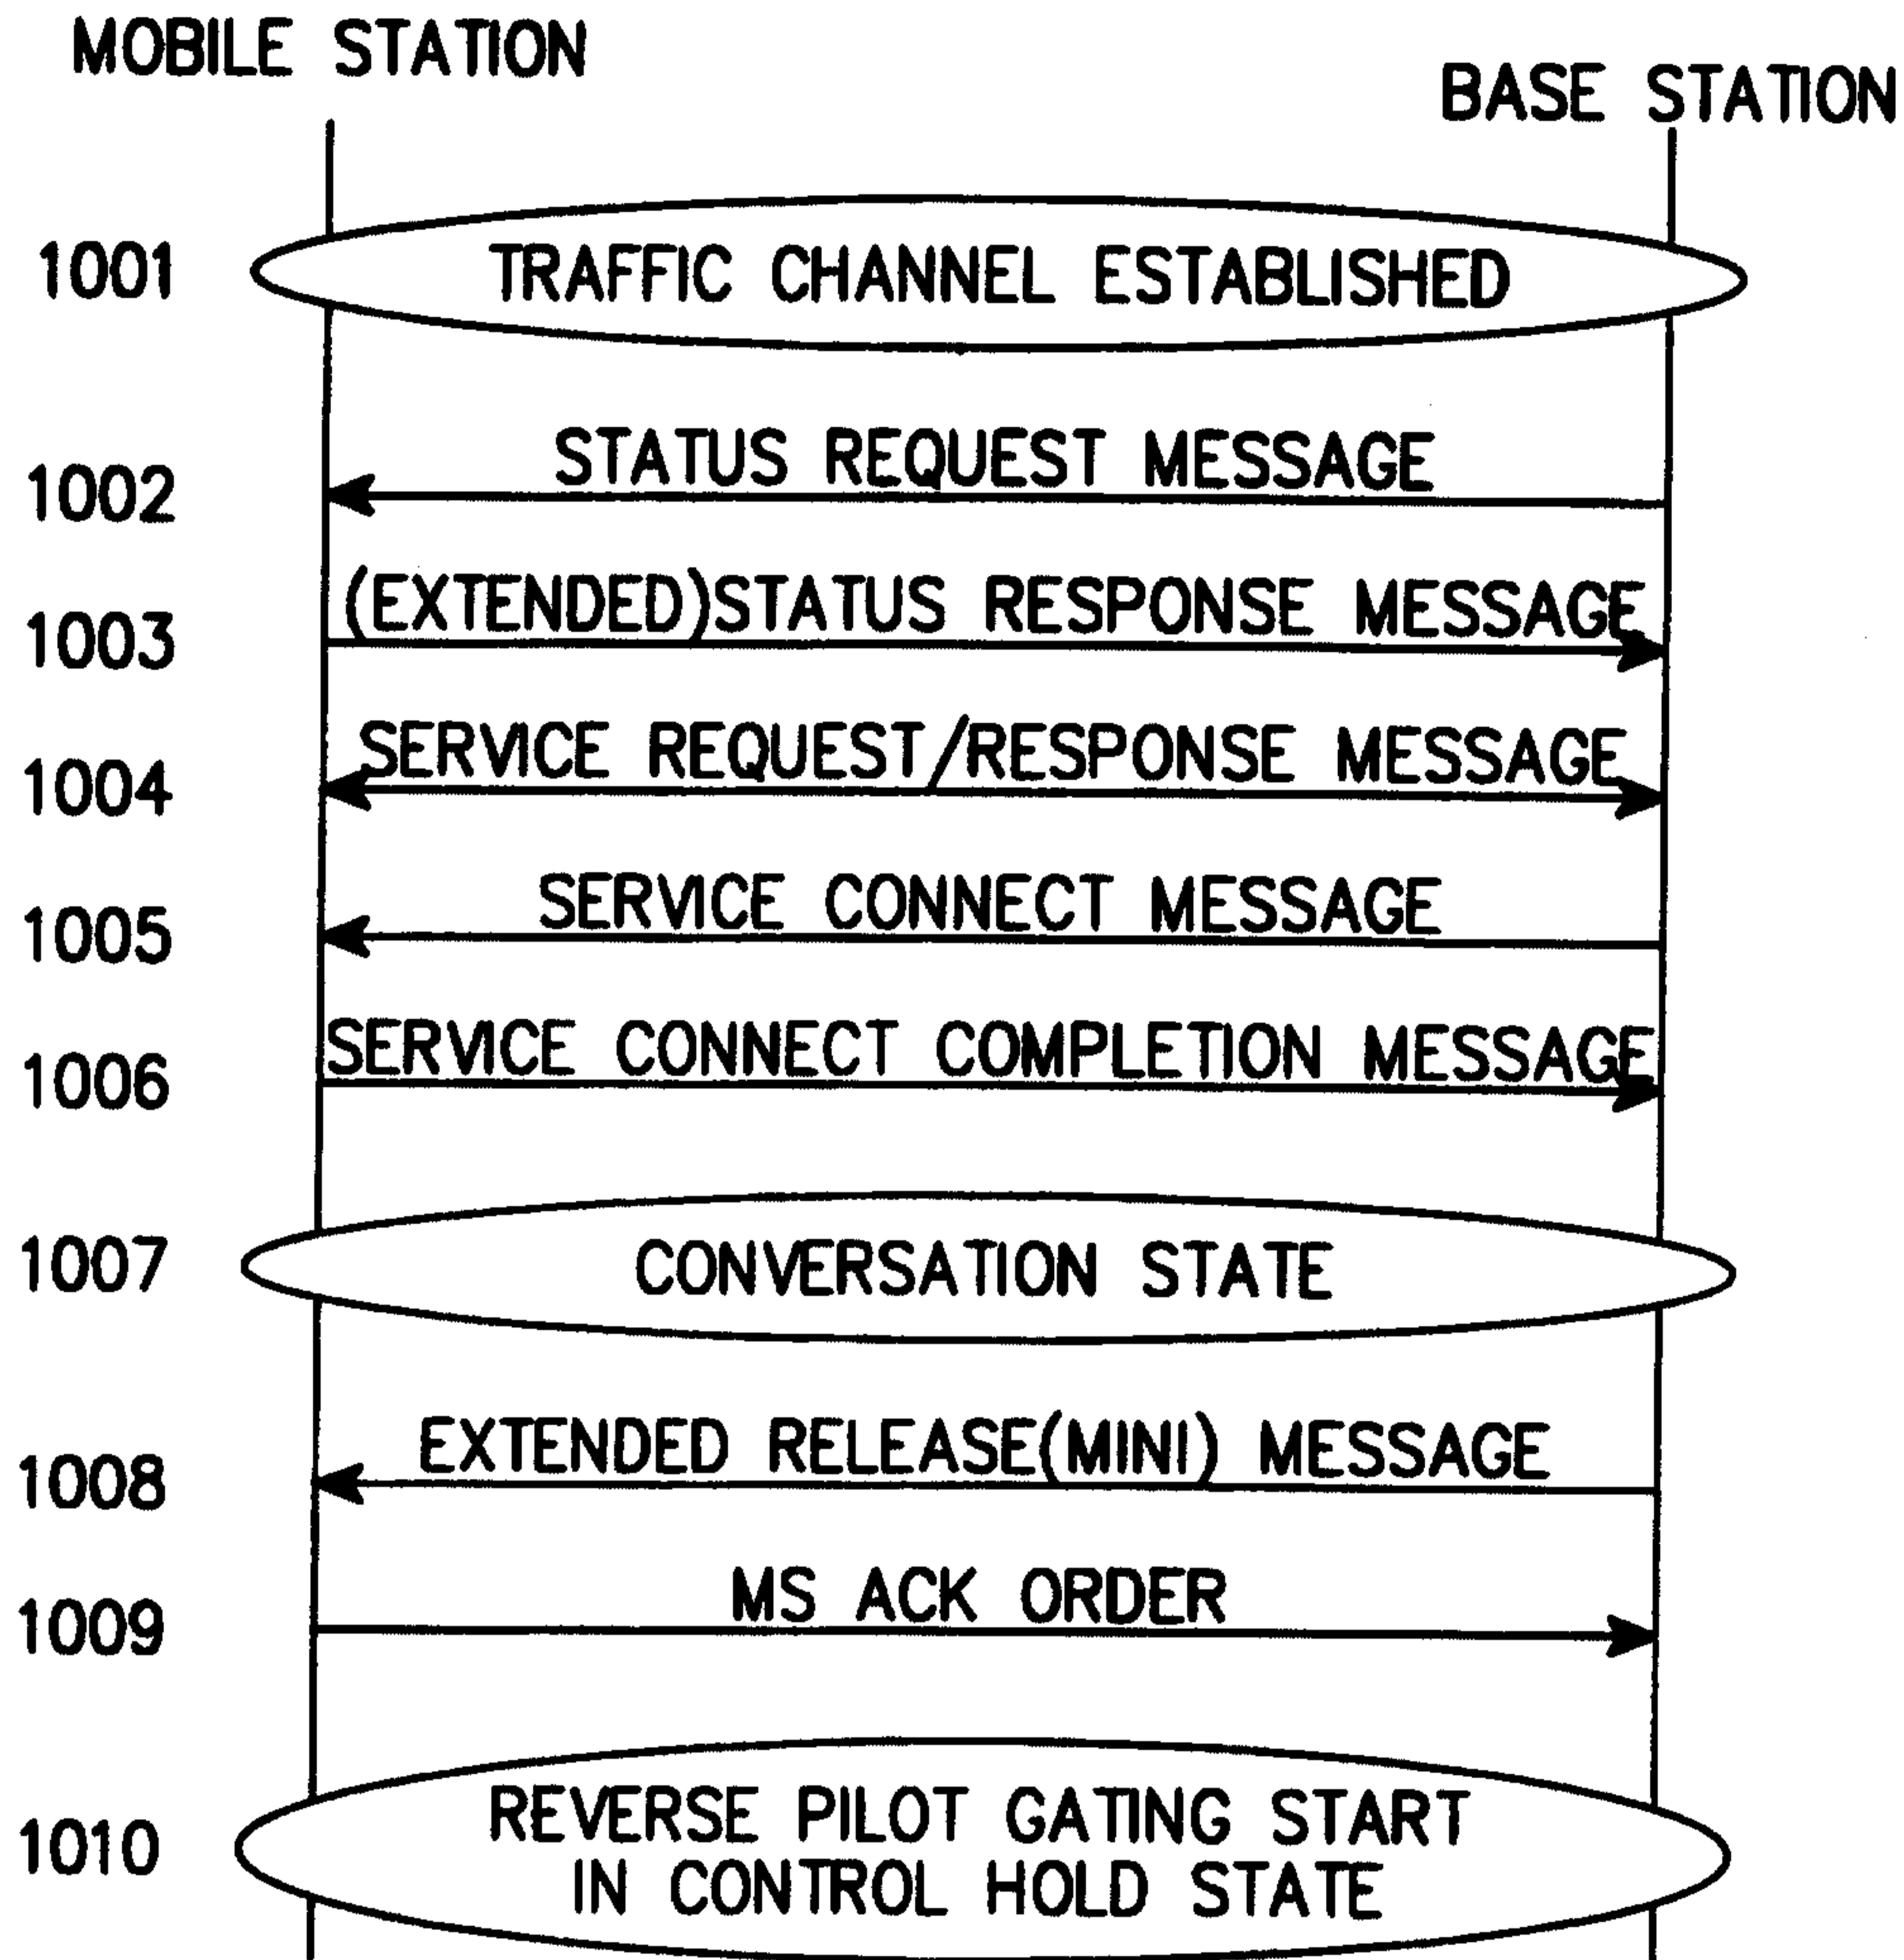 MOBILE STATION
BASE STATION
1001
TRAFFIC CHANNEL ESTABLISHED
1002
STATUS REQUEST MESSAGE
1003
(EXTENDED)STATUS RESPONSE MESSAGE
1004
SERVICE REQUEST/RESPONSE MESSAGE
1005
SERVICE CONNECT MESSAGE
1006
SERVICE CONNECT COMPLETION MESSAGE
1007
CONVERSATION STATE
1008
EXTENDED RELEASE(MINI) MESSAGE
1009
MS ACK ORDER
1010
REVERSE PILOT GATING START
IN CONTROL HOLD STATE